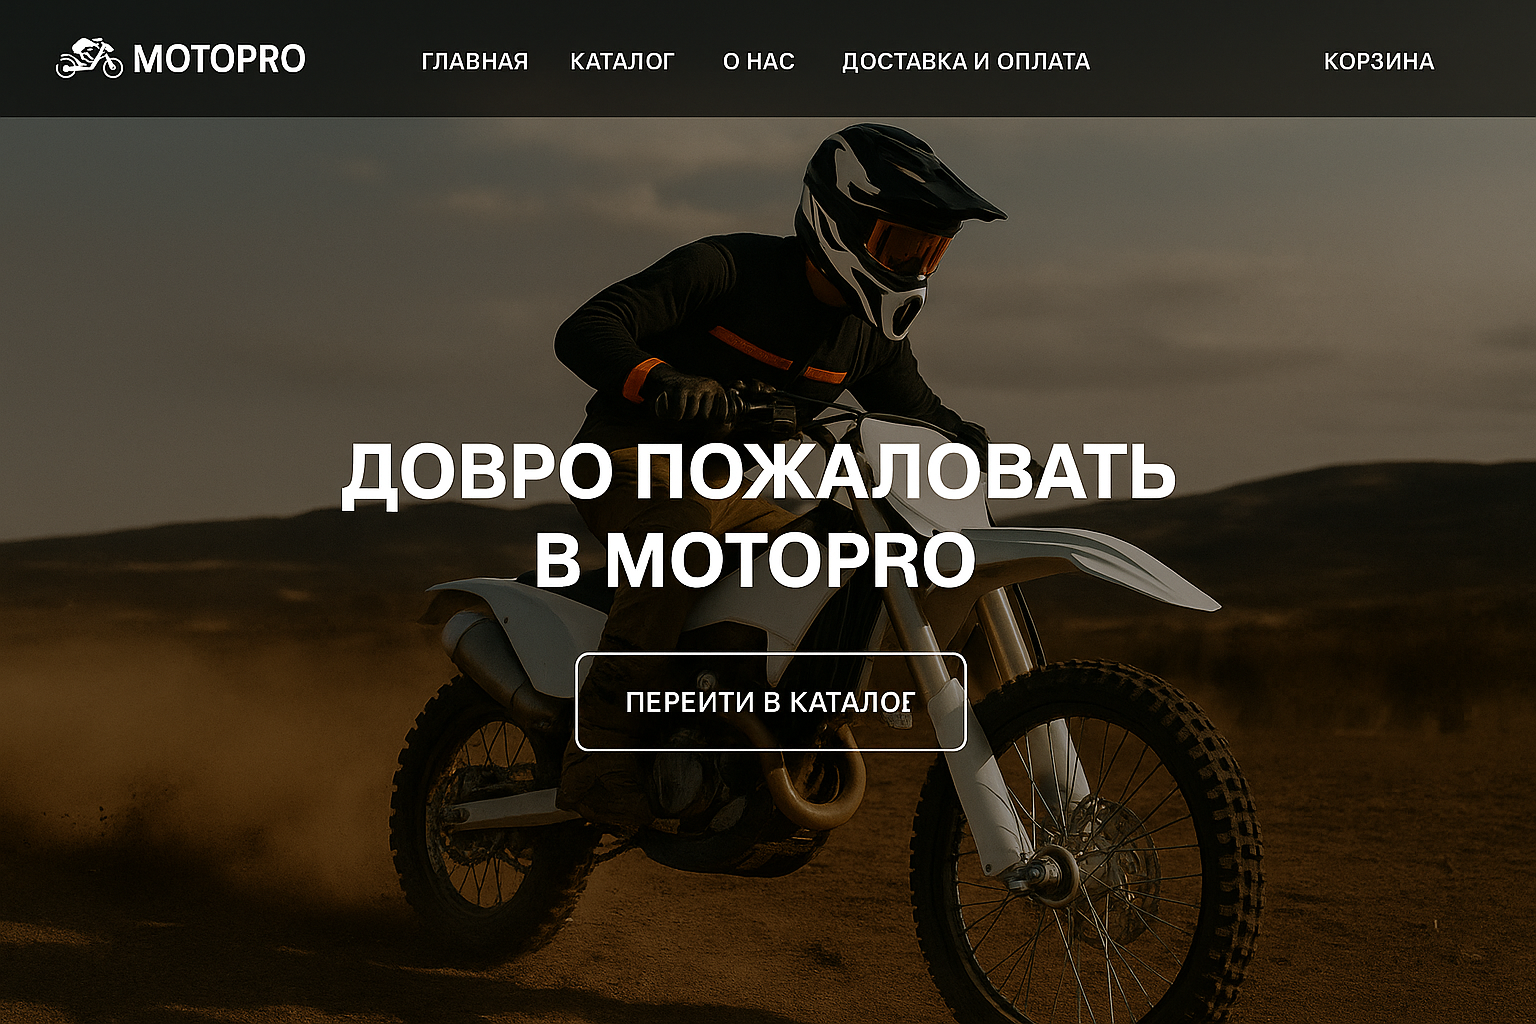 MOTOPRO
ГЛАВНАЯ КАТАЛОГ О НАС ДОСТАВКА И ОПЛАТА КОРЗИНА
ДОВРО ПОЖАЛОВАТЬ
В MOTOPRO
ПЕРЕИТИ В КАТАЛОГ